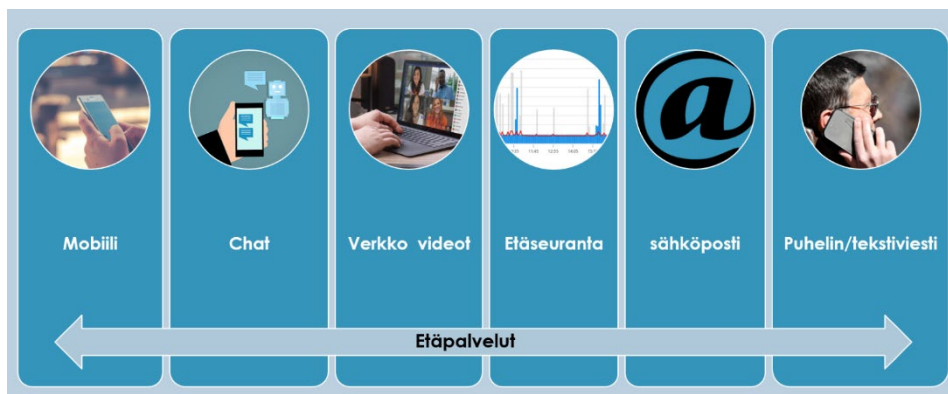 Mobiili
Chat
Verkko videot
Etäseuranta
sähköposti
Puhelin/tekstiviesti
Etäpalvelut